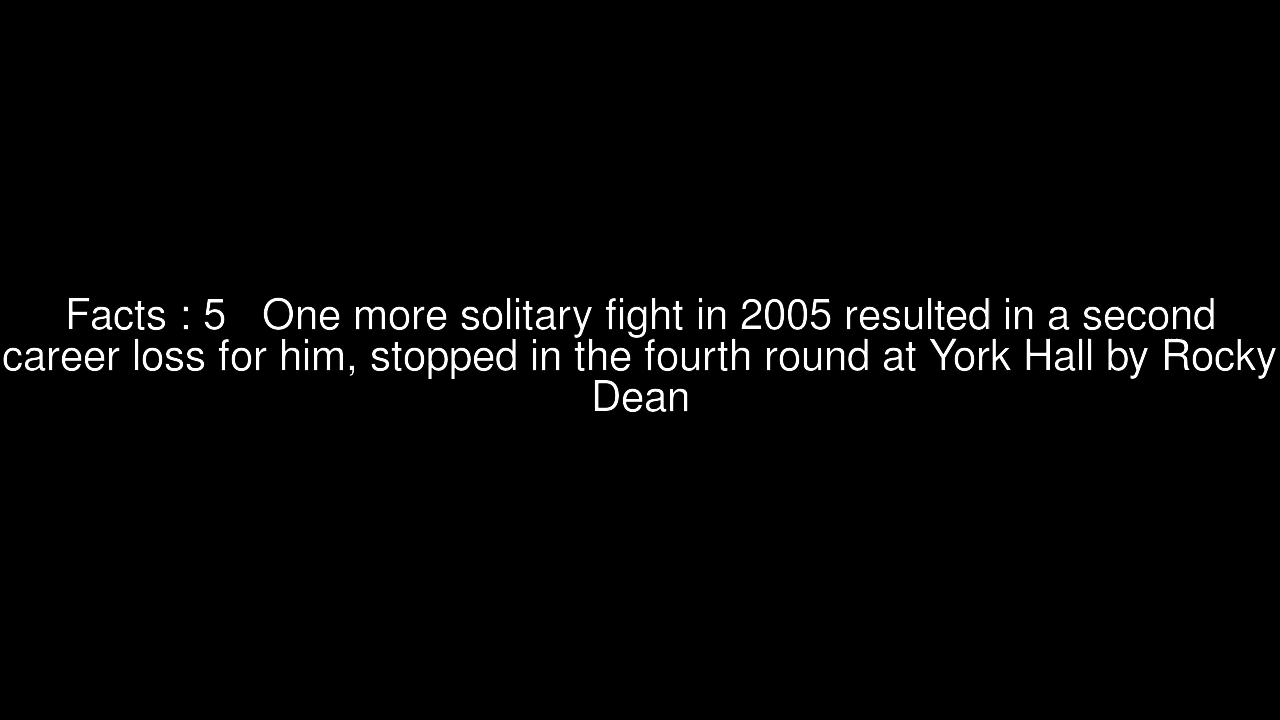 Facts : 5   One more solitary fight in 2005 resulted in a second
career loss for him, stopped in the fourth round at York Hall by Rocky
Dean